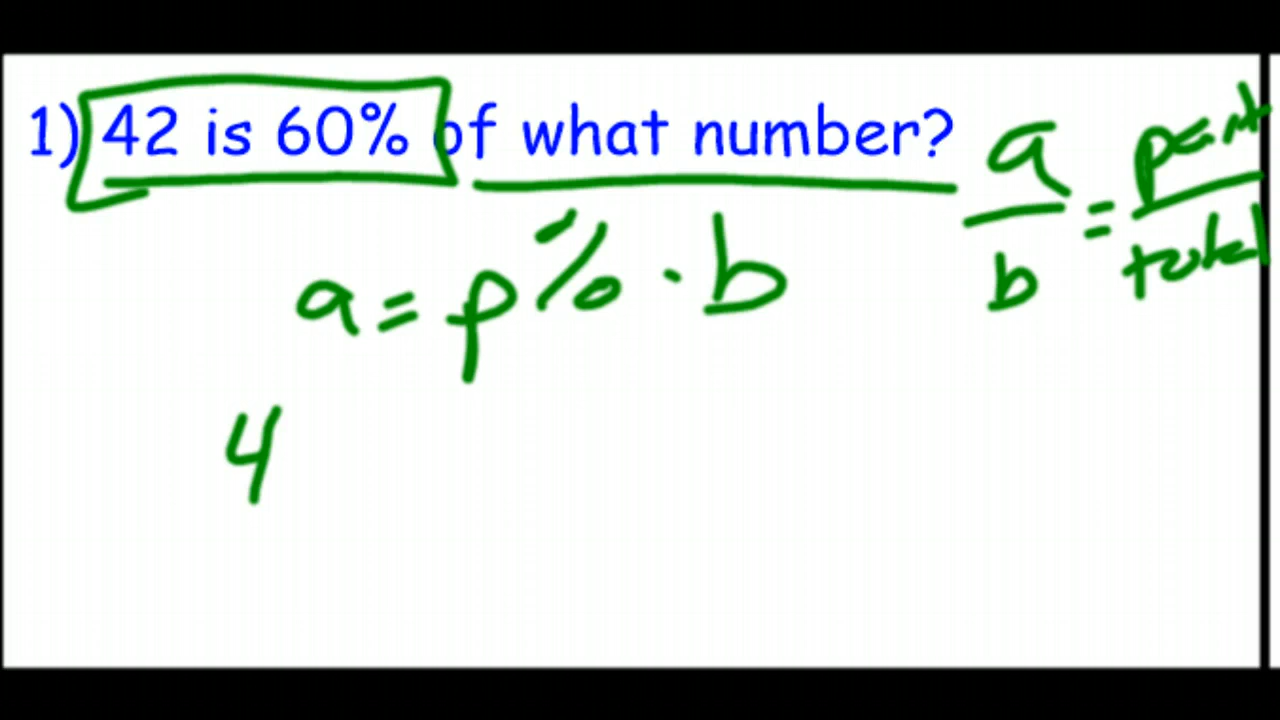 1) 42 is 60% of what number?
a/b = part/total
a = p% · b
4